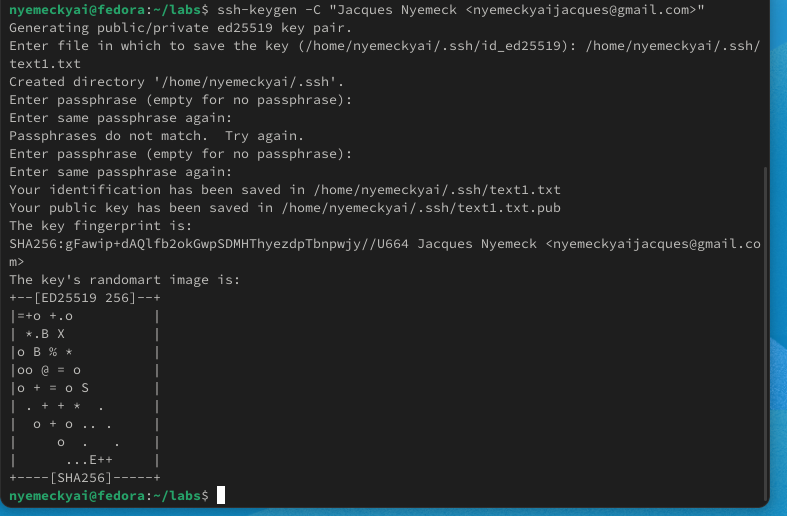 nyemeckyai@fedora:~/labs$ ssh-keygen -C "Jacques Nyemeck <nyemeckyaijacques@gmail.com>"
Generating public/private ed25519 key pair.
Enter file in which to save the key (/home/nyemeckyai/.ssh/id_ed25519): /home/nyemeckyai/.ssh/
text1.txt
Created directory '/home/nyemeckyai/.ssh'.
Enter passphrase (empty for no passphrase):
Enter same passphrase again:
Passphrases do not match.  Try again.
Enter passphrase (empty for no passphrase):
Enter same passphrase again:
Your identification has been saved in /home/nyemeckyai/.ssh/text1.txt
Your public key has been saved in /home/nyemeckyai/.ssh/text1.txt.pub
The key fingerprint is:
SHA256:gFawip+dAQlfb2okGwpSDMHThyezdpTbnpwjy//U664 Jacques Nyemeck <nyemeckyaijacques@gmail.co
m>
The key's randomart image is:
+--[ED25519 256]--+
|=+o +.o          |
| *.B X           |
|o B % *          |
|oo @ = o         |
|o + = o S        |
| . + + *  .      |
|  o + o .. .     |
|     o  .   .    |
|      ...E++     |
+----[SHA256]-----+
nyemeckyai@fedora:~/labs$